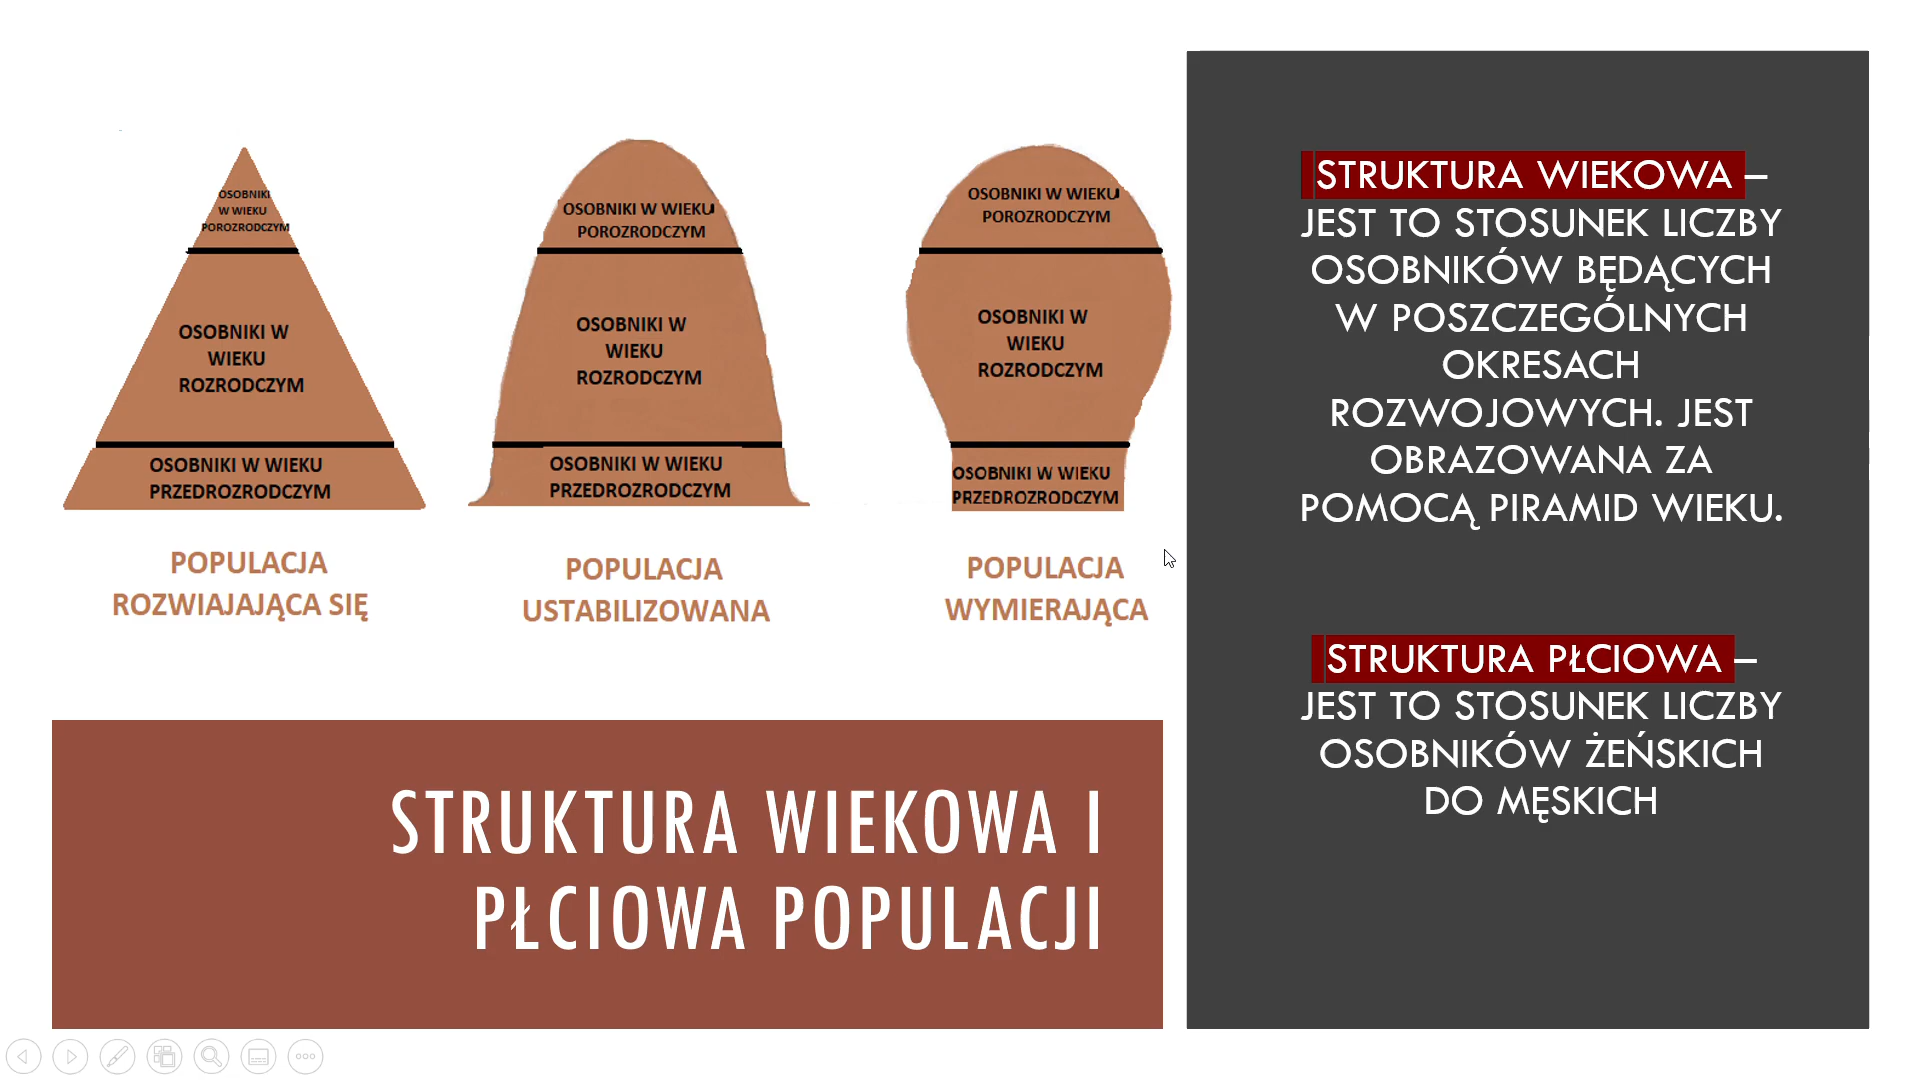 OSOBNIKI
W WIEKU
POROZRODCZYM
OSOBNIKI W
WIEKU
ROZRODCZYM
OSOBNIKI W WIEKU
PRZEDROZRODCZYM
POPULACJA
ROZWIAJAJĄCA SIĘ
OSOBNIKI W WIEKU
POROZRODCZYM
OSOBNIKI W
WIEKU
ROZRODCZYM
OSOBNIKI W WIEKU
PRZEDROZRODCZYM
POPULACJA
USTABILIZOWANA
OSOBNIKI W WIEKU
POROZRODCZYM
OSOBNIKI W
WIEKU
ROZRODCZYM
OSOBNIKI W WIEKU
PRZEDROZRODCZYM
POPULACJA
WYMIERAJĄCA
STRUKTURA WIEKOWA I
PŁCIOWA POPULACJI
STRUKTURA WIEKOWA –
JEST TO STOSUNEK LICZBY
OSOBNIKÓW BĘDĄCYCH
W POSZCZEGÓLNYCH
OKRESACH
ROZWOJOWYCH. JEST
OBRAZOWANA ZA
POMOCĄ PIRAMID WIEKU.
STRUKTURA PŁCIOWA –
JEST TO STOSUNEK LICZBY
OSOBNIKÓW ŻEŃSKICH
DO MĘSKICH